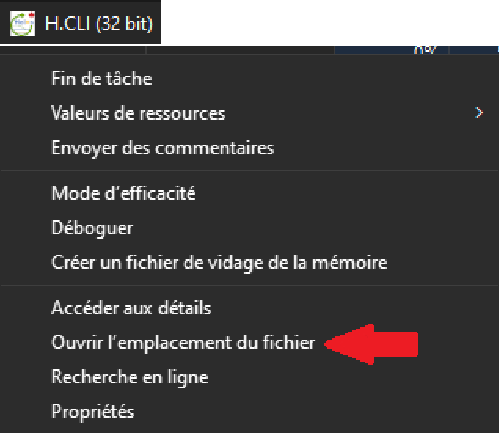 H.CLI (32 bit)
0%
Fin de tâche
Valeurs de ressources
Envoyer des commentaires
Mode d'efficacité
Déboguer
Créer un fichier de vidage de la mémoire
Accéder aux détails
Ouvrir l'emplacement du fichier
Recherche en ligne
Propriétés